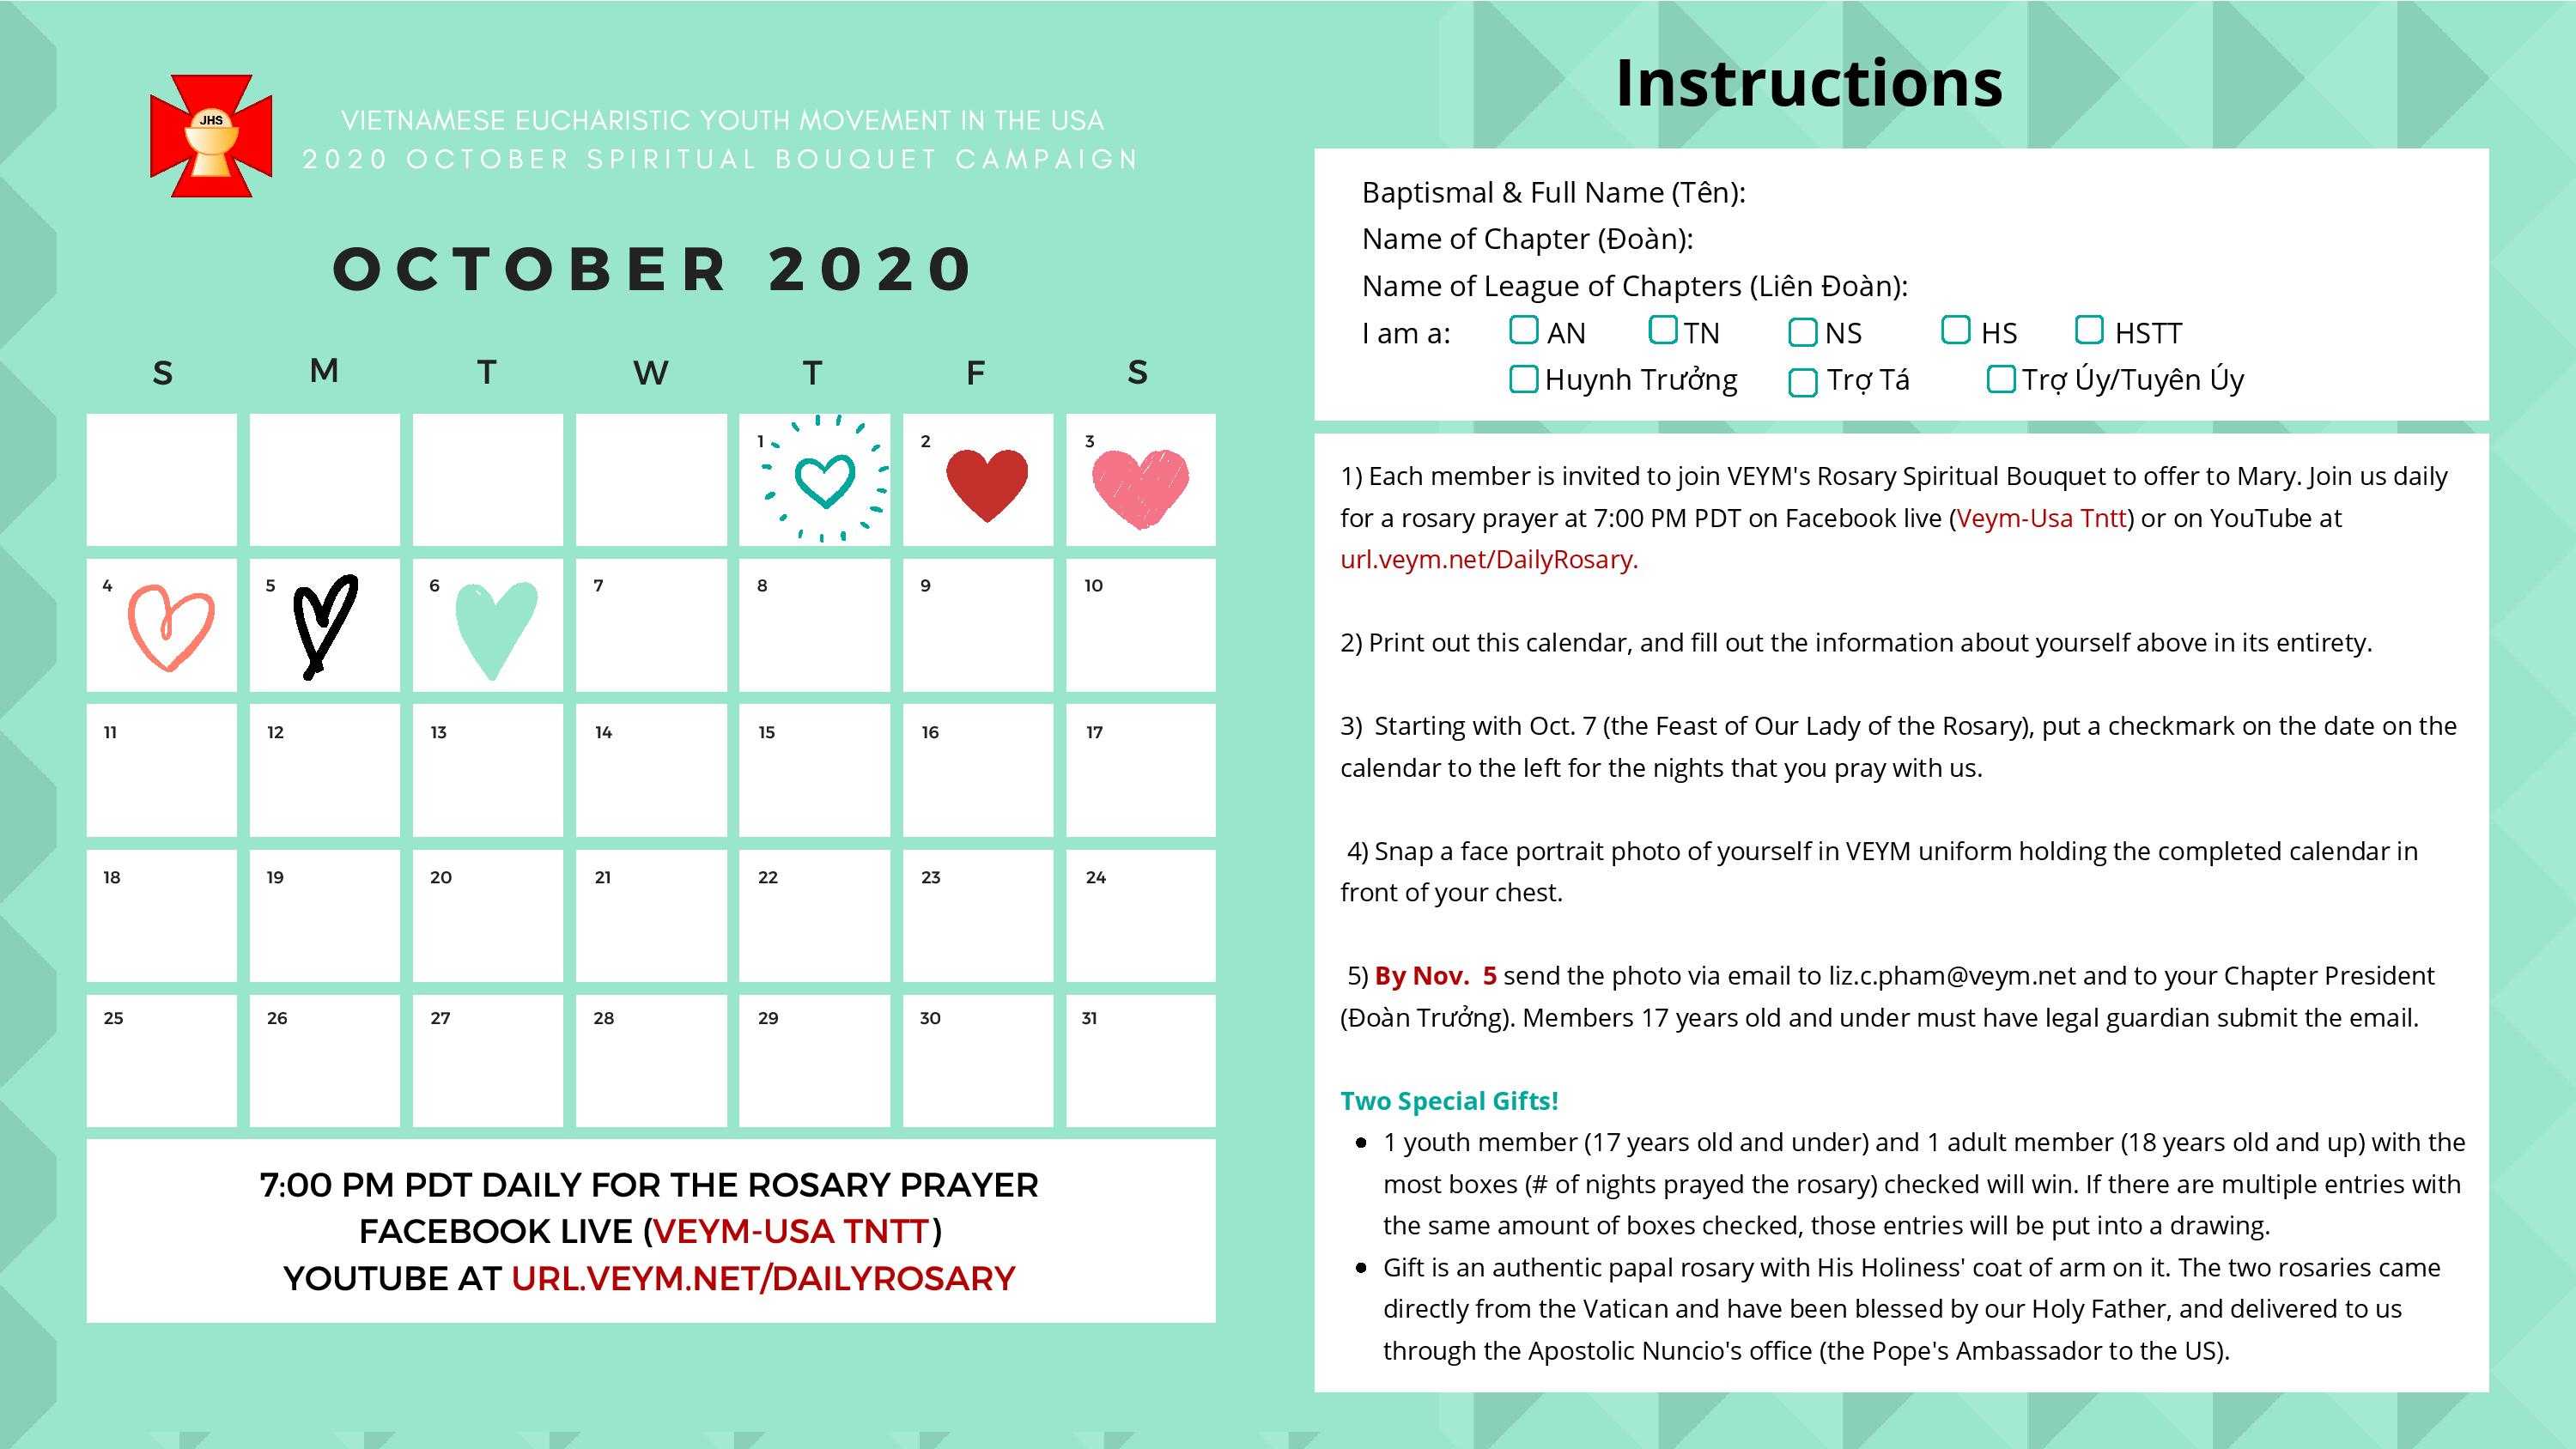 JHS
VIETNAMESE EUCHARISTIC YOUTH MOVEMENT IN THE USA
2020 OCTOBER SPIRITUAL BOUQUET CAMPAIGN
OCTOBER 2020
S M T W T F S
1 2 3
4 5 6 7 8 9 10
11 12 13 14 15 16 17
18 19 20 21 22 23 24
25 26 27 28 29 30 31
7:00 PM PDT DAILY FOR THE ROSARY PRAYER
FACEBOOK LIVE (VEYM-USA TNTT)
YOUTUBE AT URL.VEYM.NET/DAILYROSARY
Instructions
Baptismal & Full Name (Tên):
Name of Chapter (Đoàn):
Name of League of Chapters (Liên Đoàn):
I am a: AN TN NS HS HSTT
Huynh Trưởng Trợ Tá Trợ Úy/Tuyên Úy
1) Each member is invited to join VEYM's Rosary Spiritual Bouquet to offer to Mary. Join us daily
for a rosary prayer at 7:00 PM PDT on Facebook live (Veym-Usa Tntt) or on YouTube at
url.veym.net/DailyRosary.
2) Print out this calendar, and fill out the information about yourself above in its entirety.
3) Starting with Oct. 7 (the Feast of Our Lady of the Rosary), put a checkmark on the date on the
calendar to the left for the nights that you pray with us.
4) Snap a face portrait photo of yourself in VEYM uniform holding the completed calendar in
front of your chest.
5) By Nov. 5 send the photo via email to liz.c.pham@veym.net and to your Chapter President
(Đoàn Trưởng). Members 17 years old and under must have legal guardian submit the email.
Two Special Gifts!
• 1 youth member (17 years old and under) and 1 adult member (18 years old and up) with the
most boxes (# of nights prayed the rosary) checked will win. If there are multiple entries with
the same amount of boxes checked, those entries will be put into a drawing.
• Gift is an authentic papal rosary with His Holiness' coat of arm on it. The two rosaries came
directly from the Vatican and have been blessed by our Holy Father, and delivered to us
through the Apostolic Nuncio's office (the Pope's Ambassador to the US).